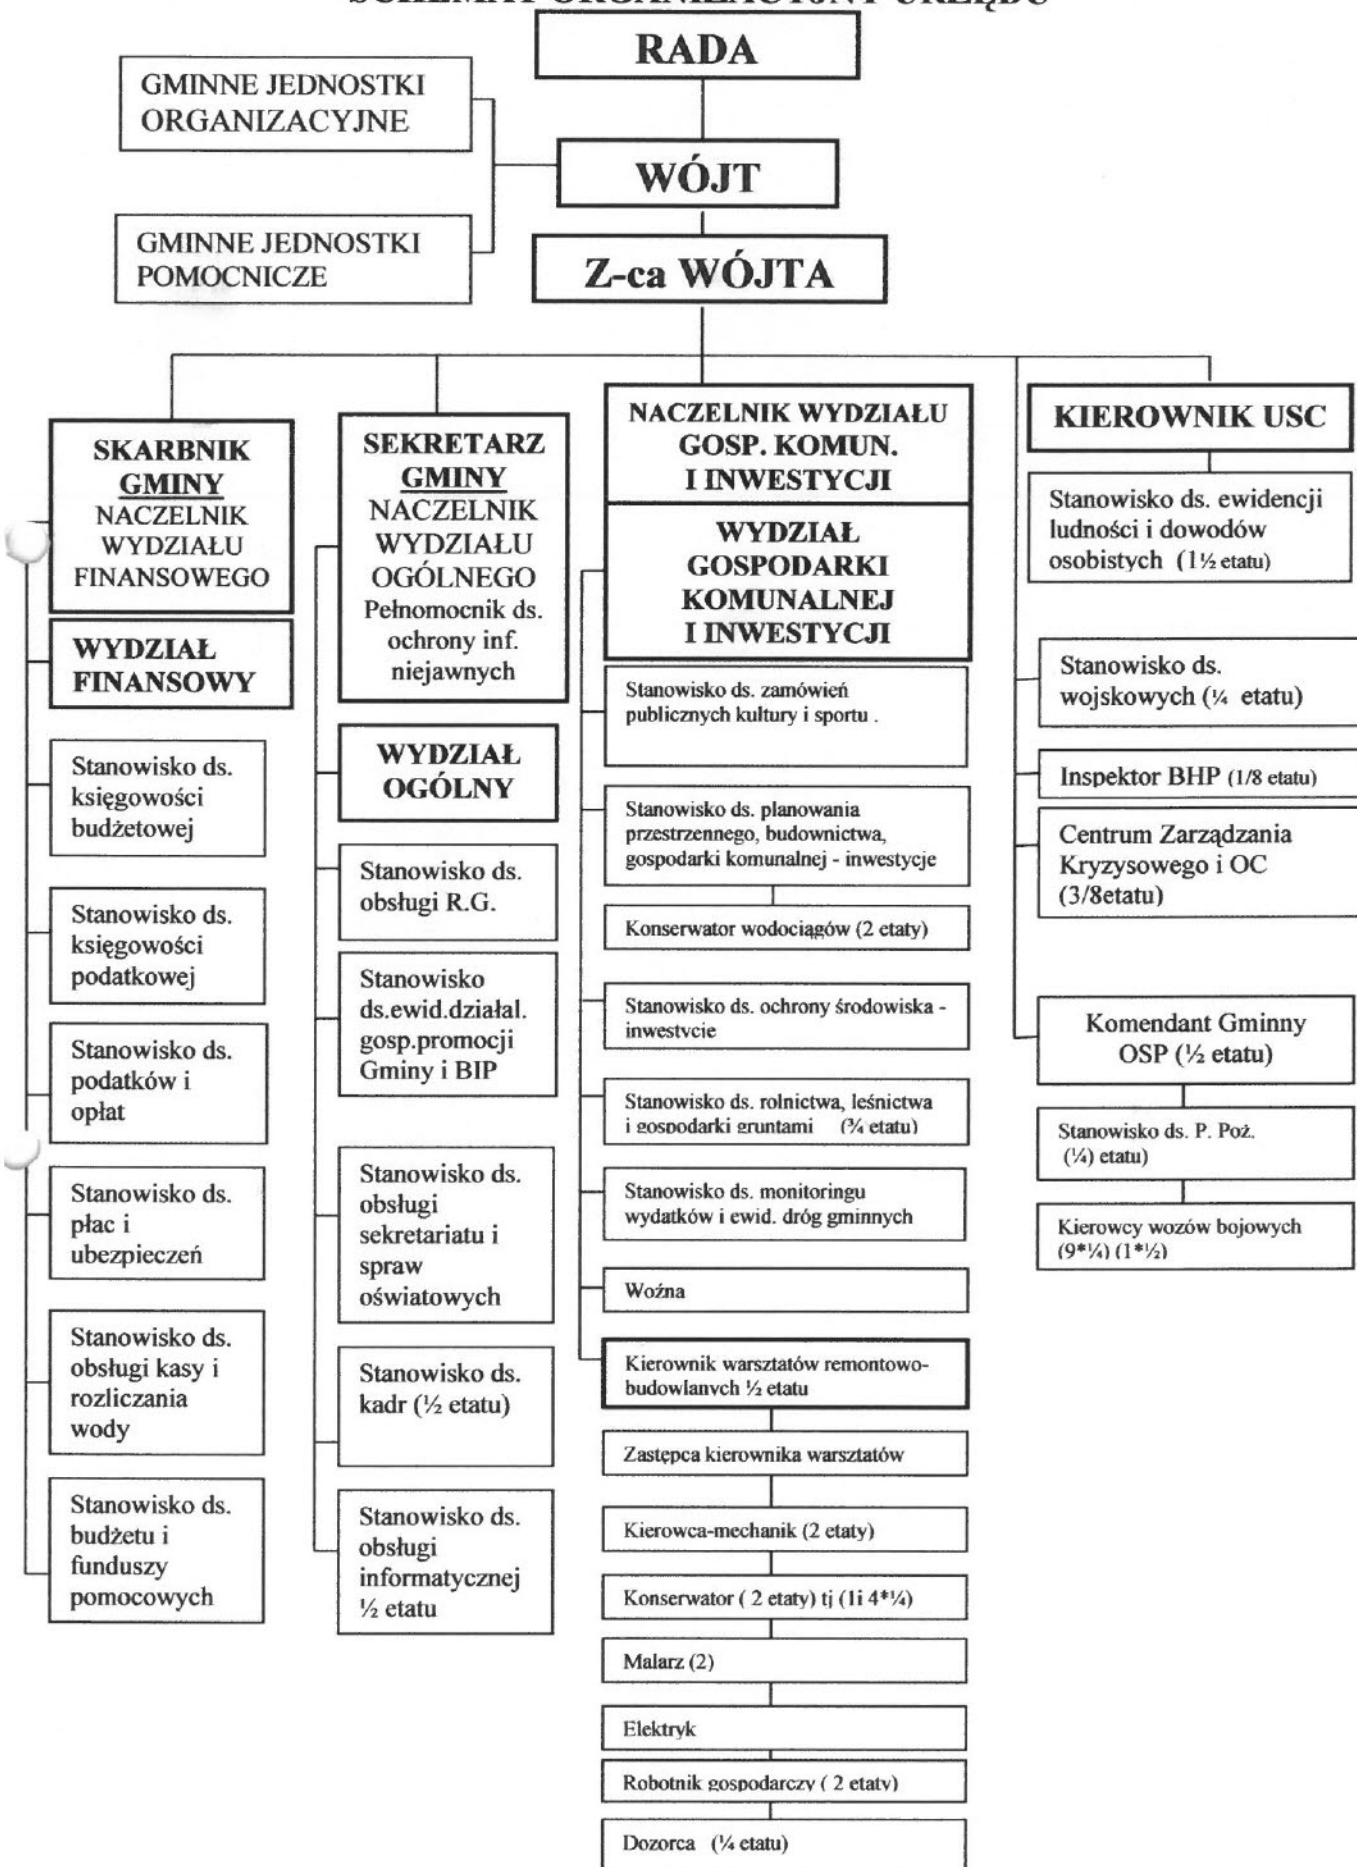 SCHEMAT ORGANIZACYJNY URZĘDU
RADA
GMINNE JEDNOSTKI
ORGANIZACYJNE
WÓJT
GMINNE JEDNOSTKI
POMOCNICZE
Z-ca WÓJTA
SKARBNIK
GMINY
NACZELNIK
WYDZIAŁU
FINANSOWEGO
WYDZIAŁ
FINANSOWY
Stanowisko ds.
księgowości
budżetowej
Stanowisko ds.
księgowości
podatkowej
Stanowisko ds.
podatków i
opłat
Stanowisko ds.
płac i
ubezpieczeń
Stanowisko ds.
obsługi kasy i
rozliczania
wody
Stanowisko ds.
budżetu i
funduszy
pomocowych
SEKRETARZ
GMINY
NACZELNIK
WYDZIAŁU
OGÓLNEGO
Pełnomocnik ds.
ochrony inf.
niejawnych
WYDZIAŁ
OGÓLNY
Stanowisko ds.
obsługi R.G.
Stanowisko
ds.ewid.działal.
gosp.promocji
Gminy i BIP
Stanowisko ds.
obsługi
sekretariatu i
spraw
oświatowych
Stanowisko ds.
kadr (½ etatu)
Stanowisko ds.
obsługi
informatycznej
½ etatu
NACZELNIK WYDZIAŁU
GOSP. KOMUN.
I INWESTYCJI
WYDZIAŁ
GOSPODARKI
KOMUNALNEJ
I INWESTYCJI
Stanowisko ds. zamówień
publicznych kultury i sportu .
Stanowisko ds. planowania
przestrzennego, budownictwa,
gospodarki komunalnej - inwestycje
Konserwator wodociągów (2 etaty)
Stanowisko ds. ochrony środowiska -
inwestycje
Stanowisko ds. rolnictwa, leśnictwa
i gospodarki gruntami (¾ etatu)
Stanowisko ds. monitoringu
wydatków i ewid. dróg gminnych
Woźna
Kierownik warsztatów remontowo-
budowlanych ½ etatu
Zastępca kierownika warsztatów
Kierowca-mechanik (2 etaty)
Konserwator ( 2 etaty) tj (1i 4*¼)
Malarz (2)
Elektryk
Robotnik gospodarczy ( 2 etaty)
Dozorca (¼ etatu)
KIEROWNIK USC
Stanowisko ds. ewidencji
ludności i dowodów
osobistych (1½ etatu)
Stanowisko ds.
wojskowych (¼ etatu)
Inspektor BHP (1/8 etatu)
Centrum Zarządzania
Kryzysowego i OC
(3/8etatu)
Komendant Gminny
OSP (½ etatu)
Stanowisko ds. P. Poż.
(¼) etatu)
Kierowcy wozów bojowych
(9*¼) (1*½)